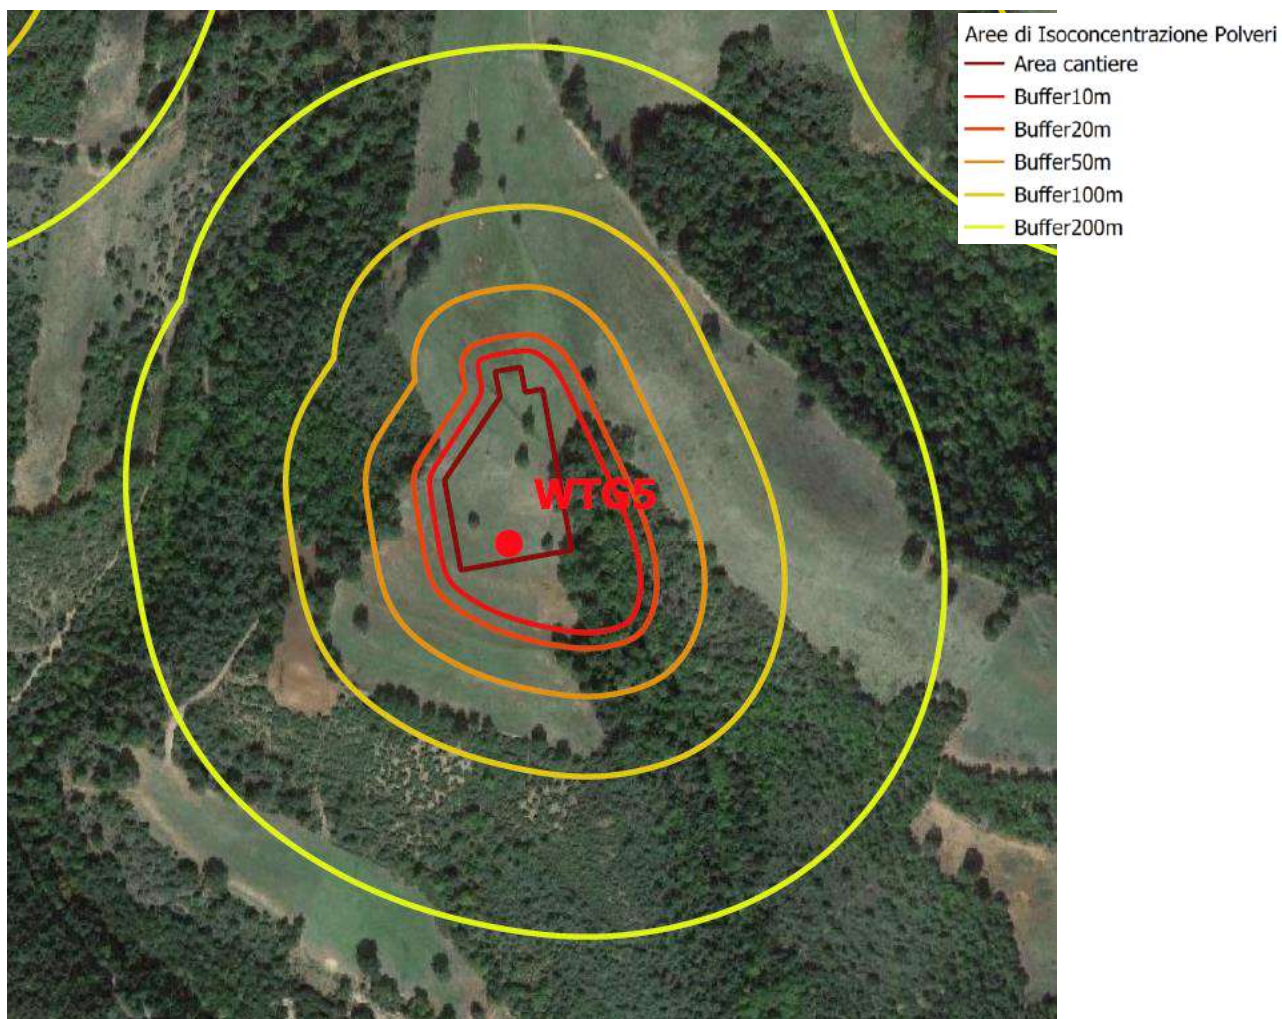 Aree di Isoconcentrazione Polveri
Area cantiere
Buffer10m
Buffer20m
Buffer50m
Buffer100m
Buffer200m
WTG5